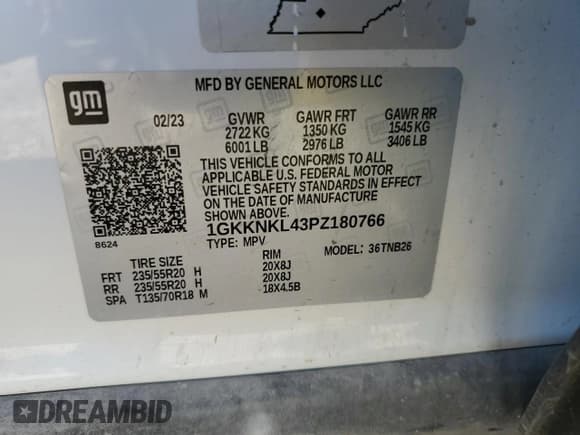 gm
MFD BY GENERAL MOTORS LLC
02/23 GVWR GAWR FRT GAWR RR
2722 KG 1350 KG 1545 KG
6001 LB 2976 LB 3406 LB
THIS VEHICLE CONFORMS TO ALL
APPLICABLE U.S. FEDERAL MOTOR
VEHICLE SAFETY STANDARDS IN EFFECT
ON THE DATE OF MANUFACTURE
SHOWN ABOVE.
1GKKNKL43PZ180766
B624
TYPE: MPV MODEL: 36TNB26
TIRE SIZE RIM
FRT 235/55R20 H 20X8J
RR 235/55R20 H 20X8J
SPA T135/70R18 M 18X4.5B
DREAMBID